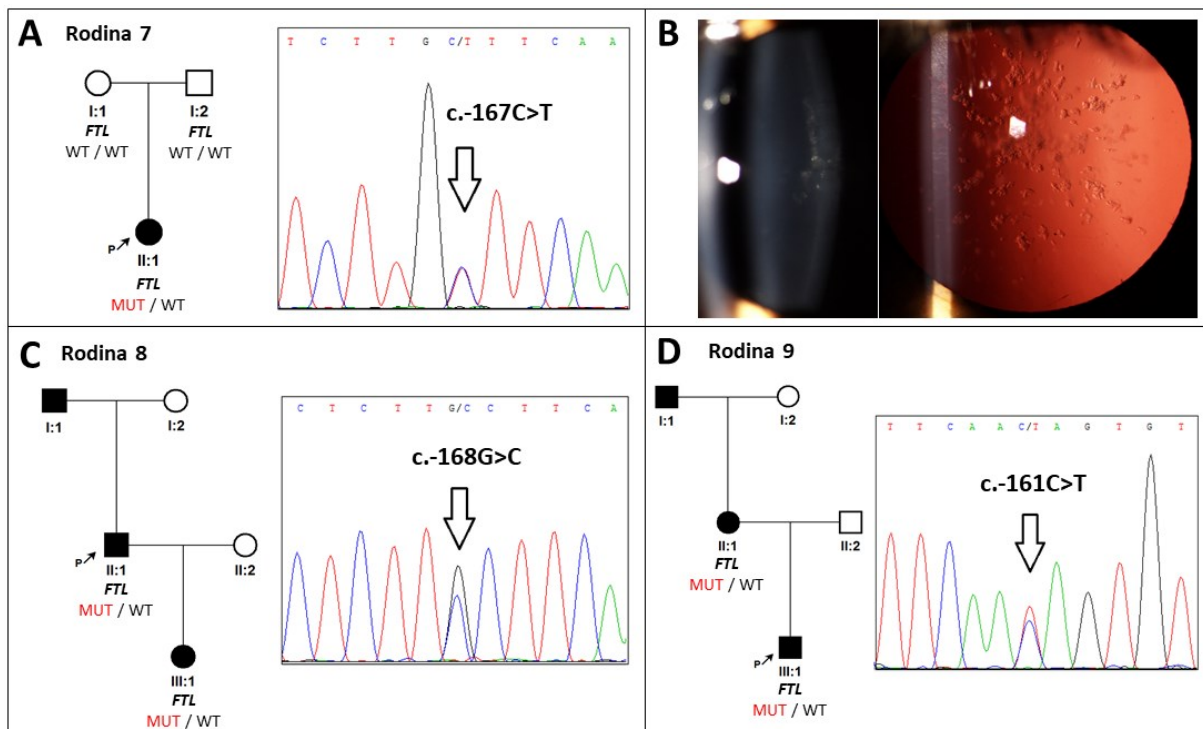 A Rodina 7
I:1
FTL
WT / WT
I:2
FTL
WT / WT
P
II:1
FTL
MUT / WT
T C T T G C/T T T C A A
c.-167C>T
B
C Rodina 8
I:1
I:2
P
II:1
FTL
MUT / WT
II:2
III:1
FTL
MUT / WT
C T C T T G/C C T T C A
c.-168G>C
D Rodina 9
I:1
I:2
II:1
FTL
MUT / WT
II:2
P
III:1
FTL
MUT / WT
T T C A A C/T A G T G T
c.-161C>T